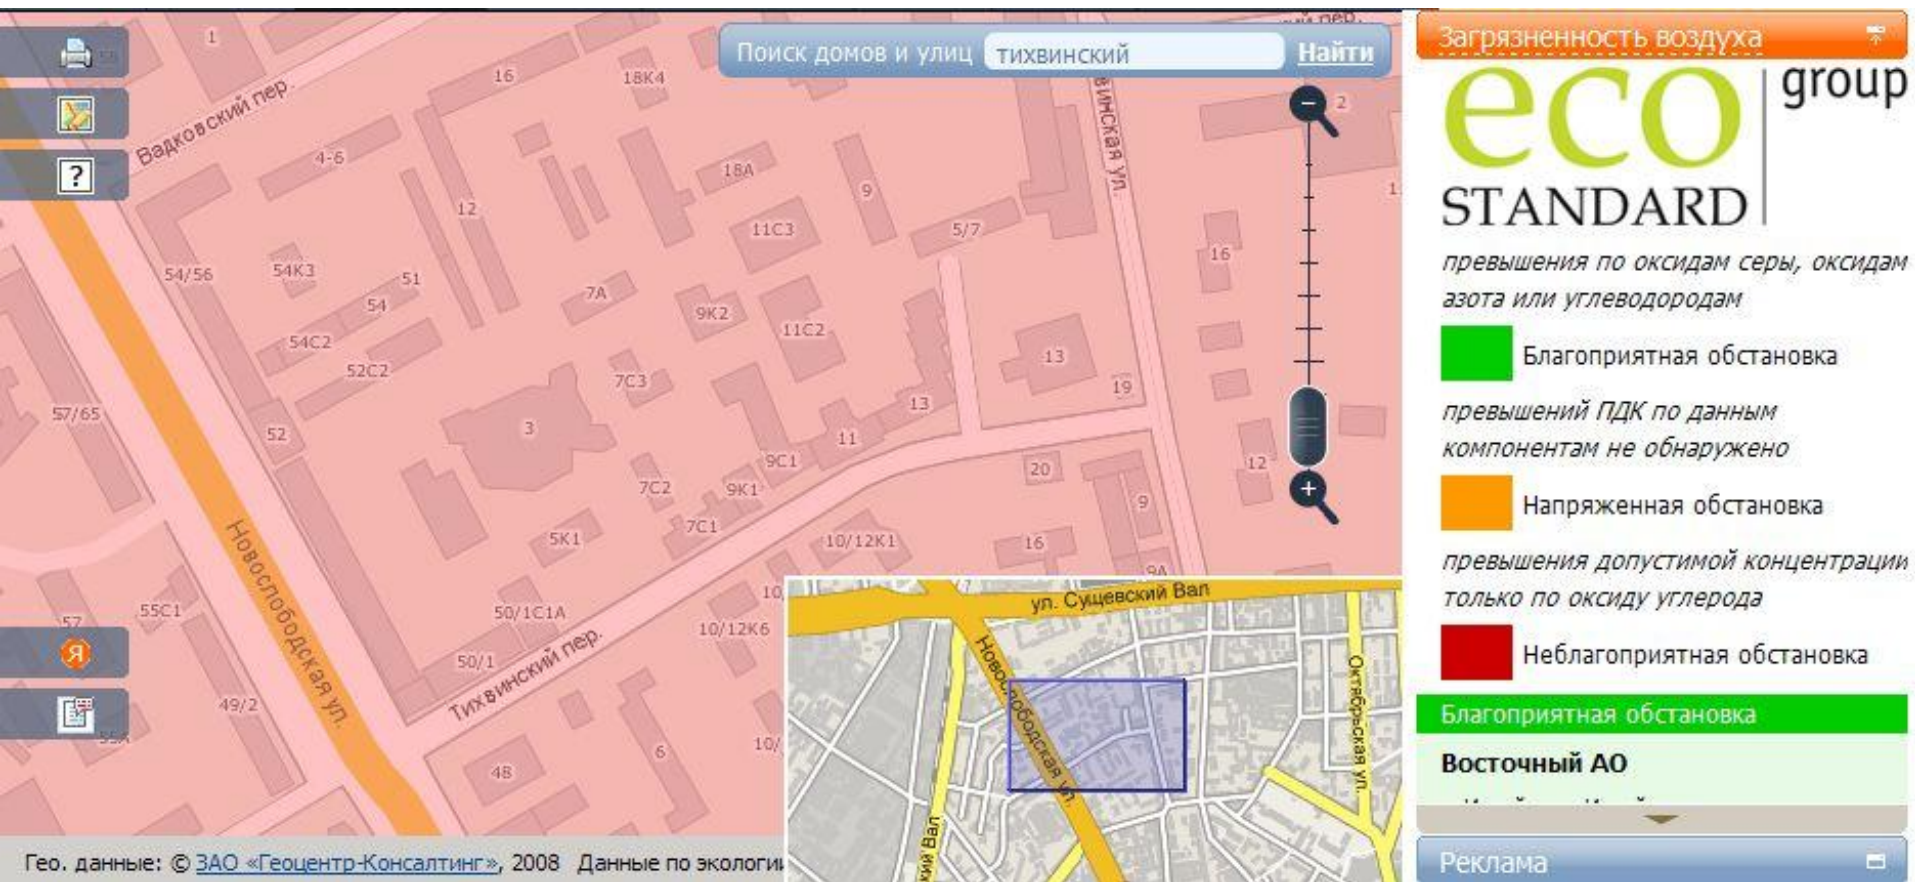 Поиск домов и улиц
тихвинский
Найти
1
16
18К4
2
Вадковский пер.
4-6
18А
9
12
11С3
5/7
16
54/56
54К3
51
7А
54
9К2
11С2
54С2
13
52С2
7С3
19
57/65
13
3
52
11
9С1
20
12
7С2
9К1
9
7С1
5К1
10/12К1
16
9А
Новослободская ул.
55С1
57
50/1С1А
10/12К6
50/1
Тихвинский пер.
49/2
6
48
55А
?
Я
ул. Сущевский Вал
Новослободская ул.
Октябрьская ул.
Гео. данные: © ЗАО «Геоцентр-Консалтинг», 2008 Данные по экологии
Загрязненность воздуха
eco group
STANDARD
превышения по оксидам серы, оксидам
азота или углеводородам
Благоприятная обстановка
превышений ПДК по данным
компонентам не обнаружено
Напряженная обстановка
превышения допустимой концентрации
только по оксиду углерода
Неблагоприятная обстановка
Благоприятная обстановка
Восточный АО
Реклама